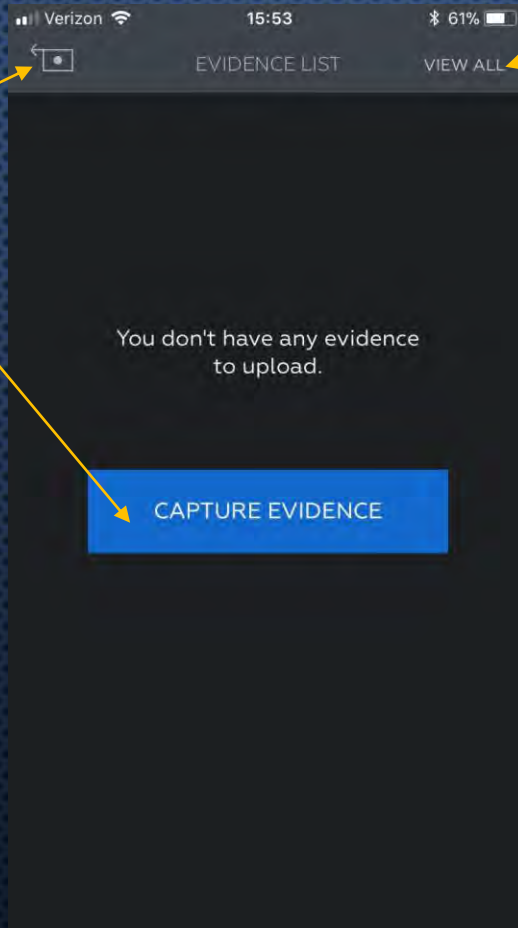 Verizon 15:53 61%
EVIDENCE LIST VIEW ALL
You don't have any evidence
to upload.
CAPTURE EVIDENCE